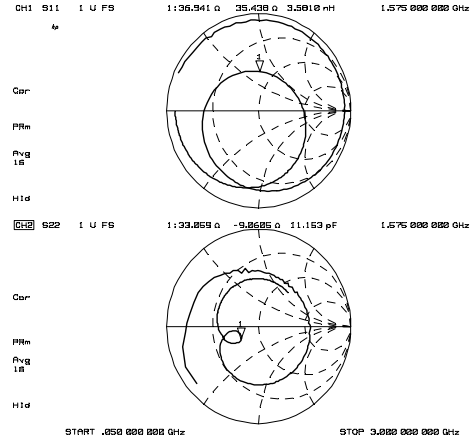 CH1 S11 1 U FS 1:36.941 Ω 35.438 Ω 3.5810 nH 1.575 000 000 GHz
Cor
PRm
Avg
16
Hld
1
CH2 S22 1 U FS 1:33.059 Ω -9.0605 Ω 11.153 pF 1.575 000 000 GHz
Cor
1
PRm
Avg
16
Hld
START .050 000 000 GHz STOP 3.000 000 000 GHz